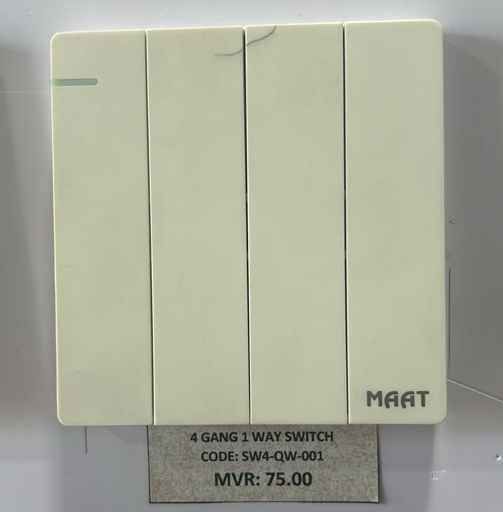 MAAT
4 GANG 1 WAY SWITCH
CODE: SW4-QW-001
MVR: 75.00